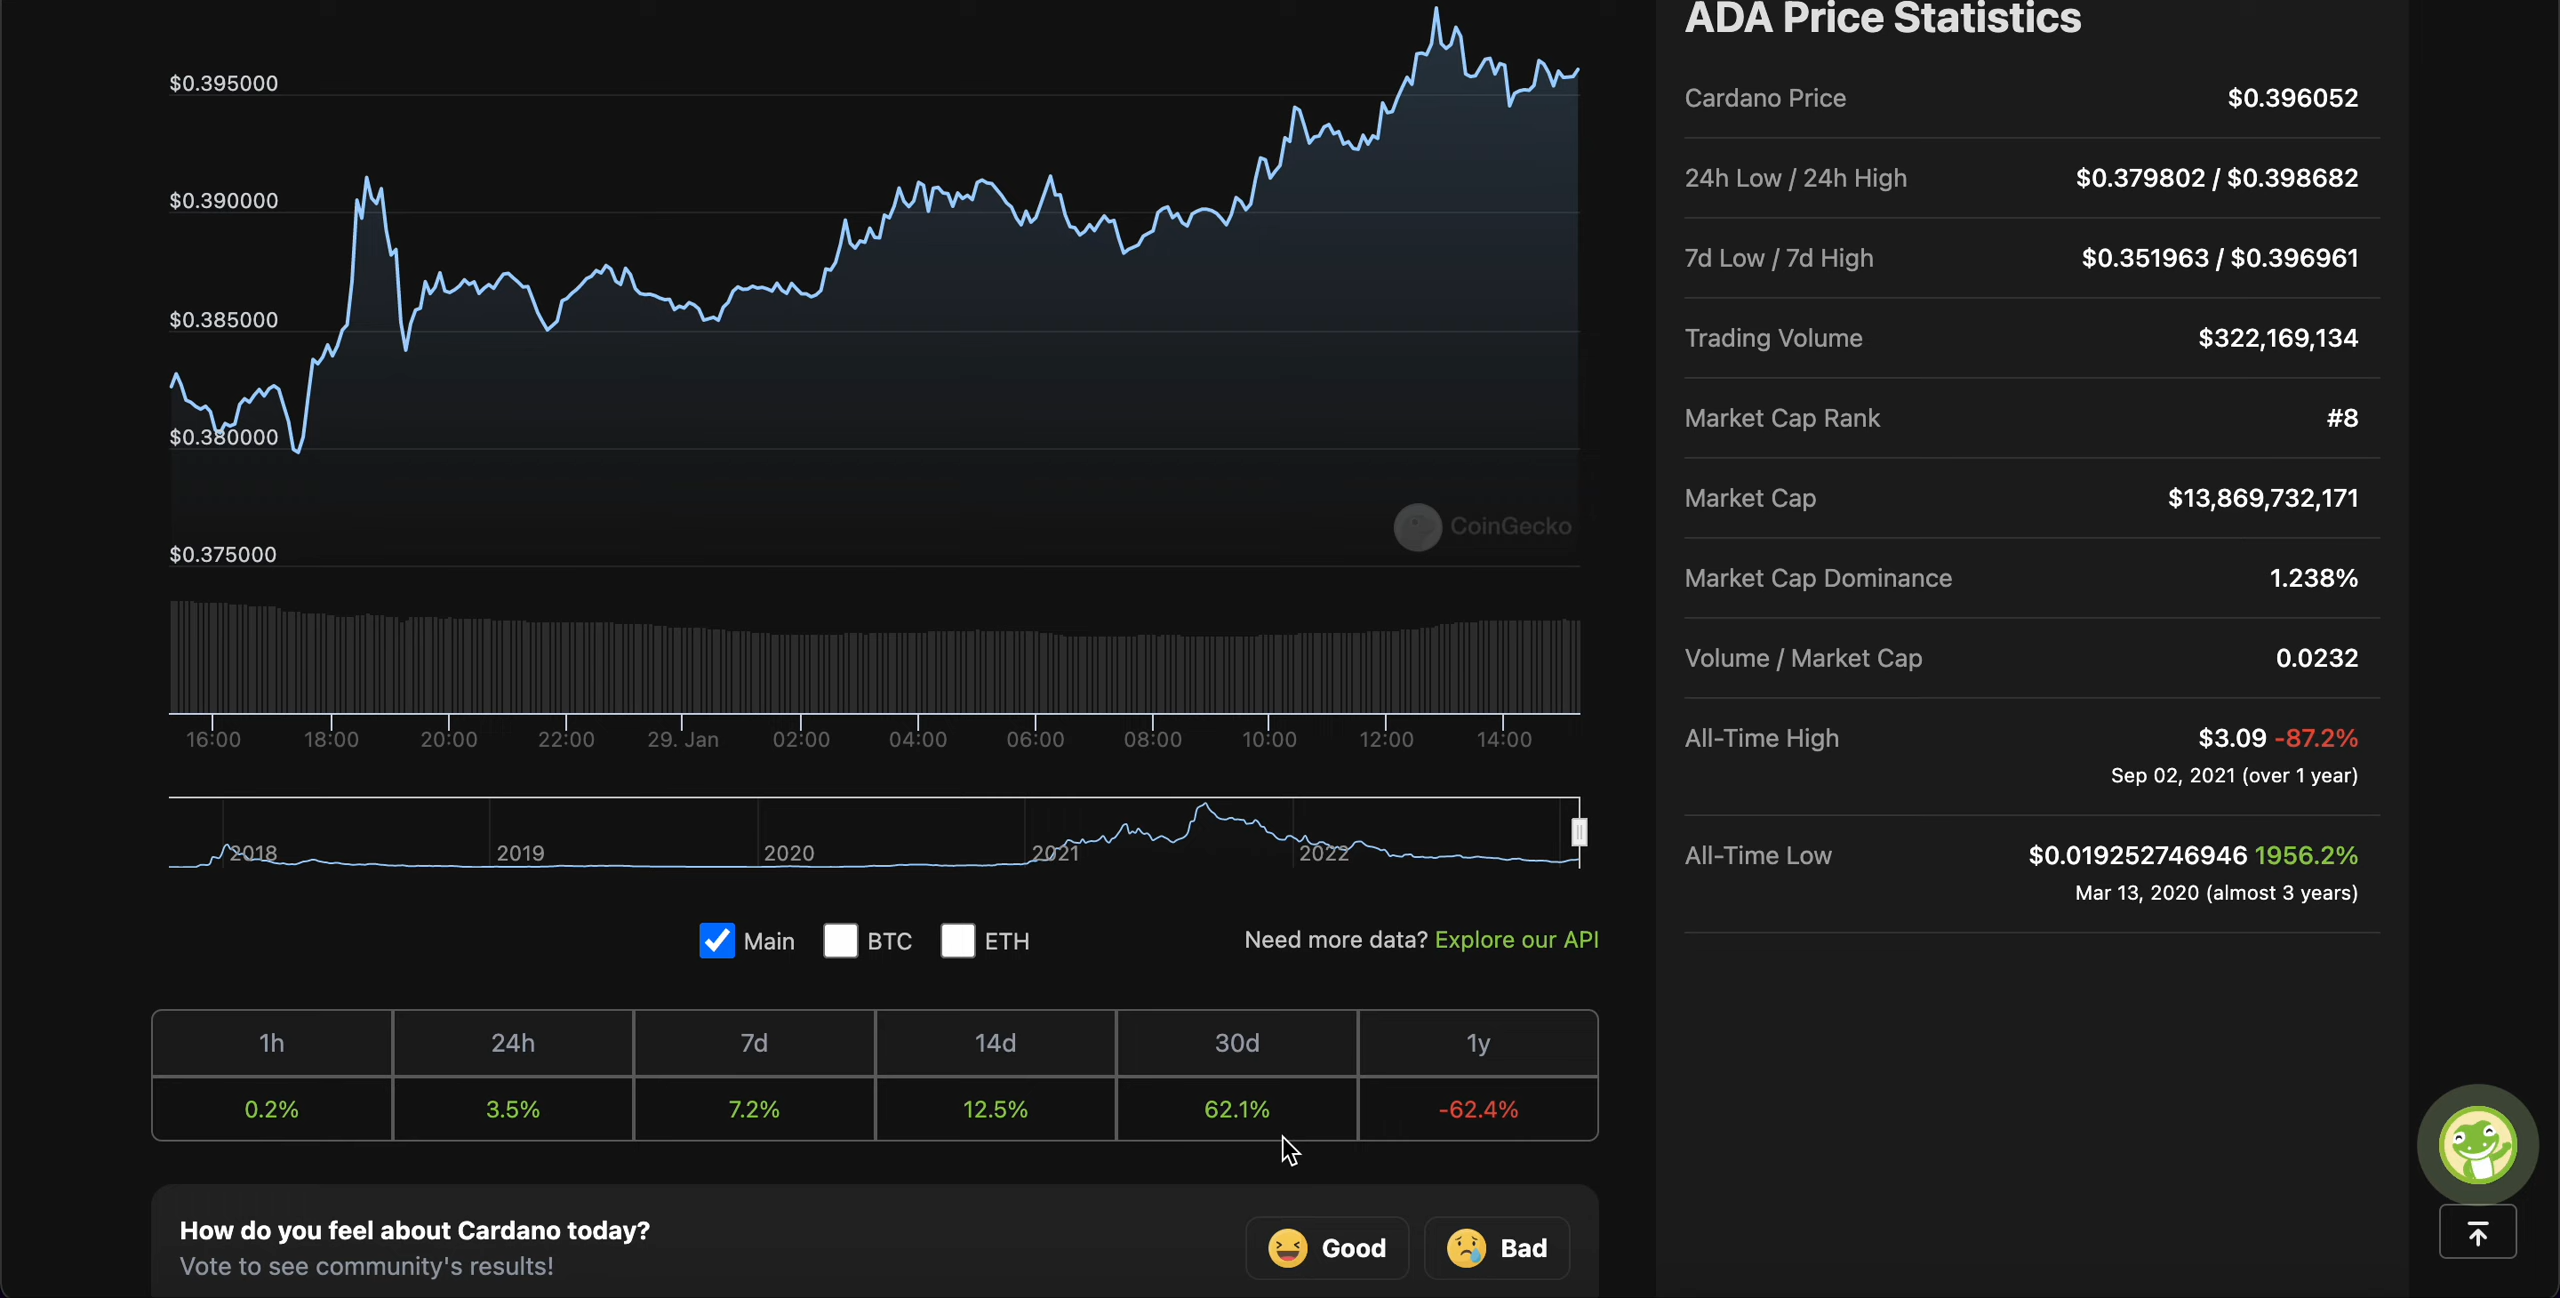 ADA Price Statistics
$0.395000
$0.390000
$0.385000
$0.380000
$0.375000
CoinGecko
16:00 18:00 20:00 22:00 29. Jan 02:00 04:00 06:00 08:00 10:00 12:00 14:00
2018 2019 2020 2021 2022
Main BTC ETH
Need more data? Explore our API
1h 24h 7d 14d 30d 1y
0.2% 3.5% 7.2% 12.5% 62.1% -62.4%
How do you feel about Cardano today?
Vote to see community's results!
Good Bad
Cardano Price $0.396052
24h Low / 24h High $0.379802 / $0.398682
7d Low / 7d High $0.351963 / $0.396961
Trading Volume $322,169,134
Market Cap Rank #8
Market Cap $13,869,732,171
Market Cap Dominance 1.238%
Volume / Market Cap 0.0232
All-Time High $3.09 -87.2%
Sep 02, 2021 (over 1 year)
All-Time Low $0.019252746946 1956.2%
Mar 13, 2020 (almost 3 years)